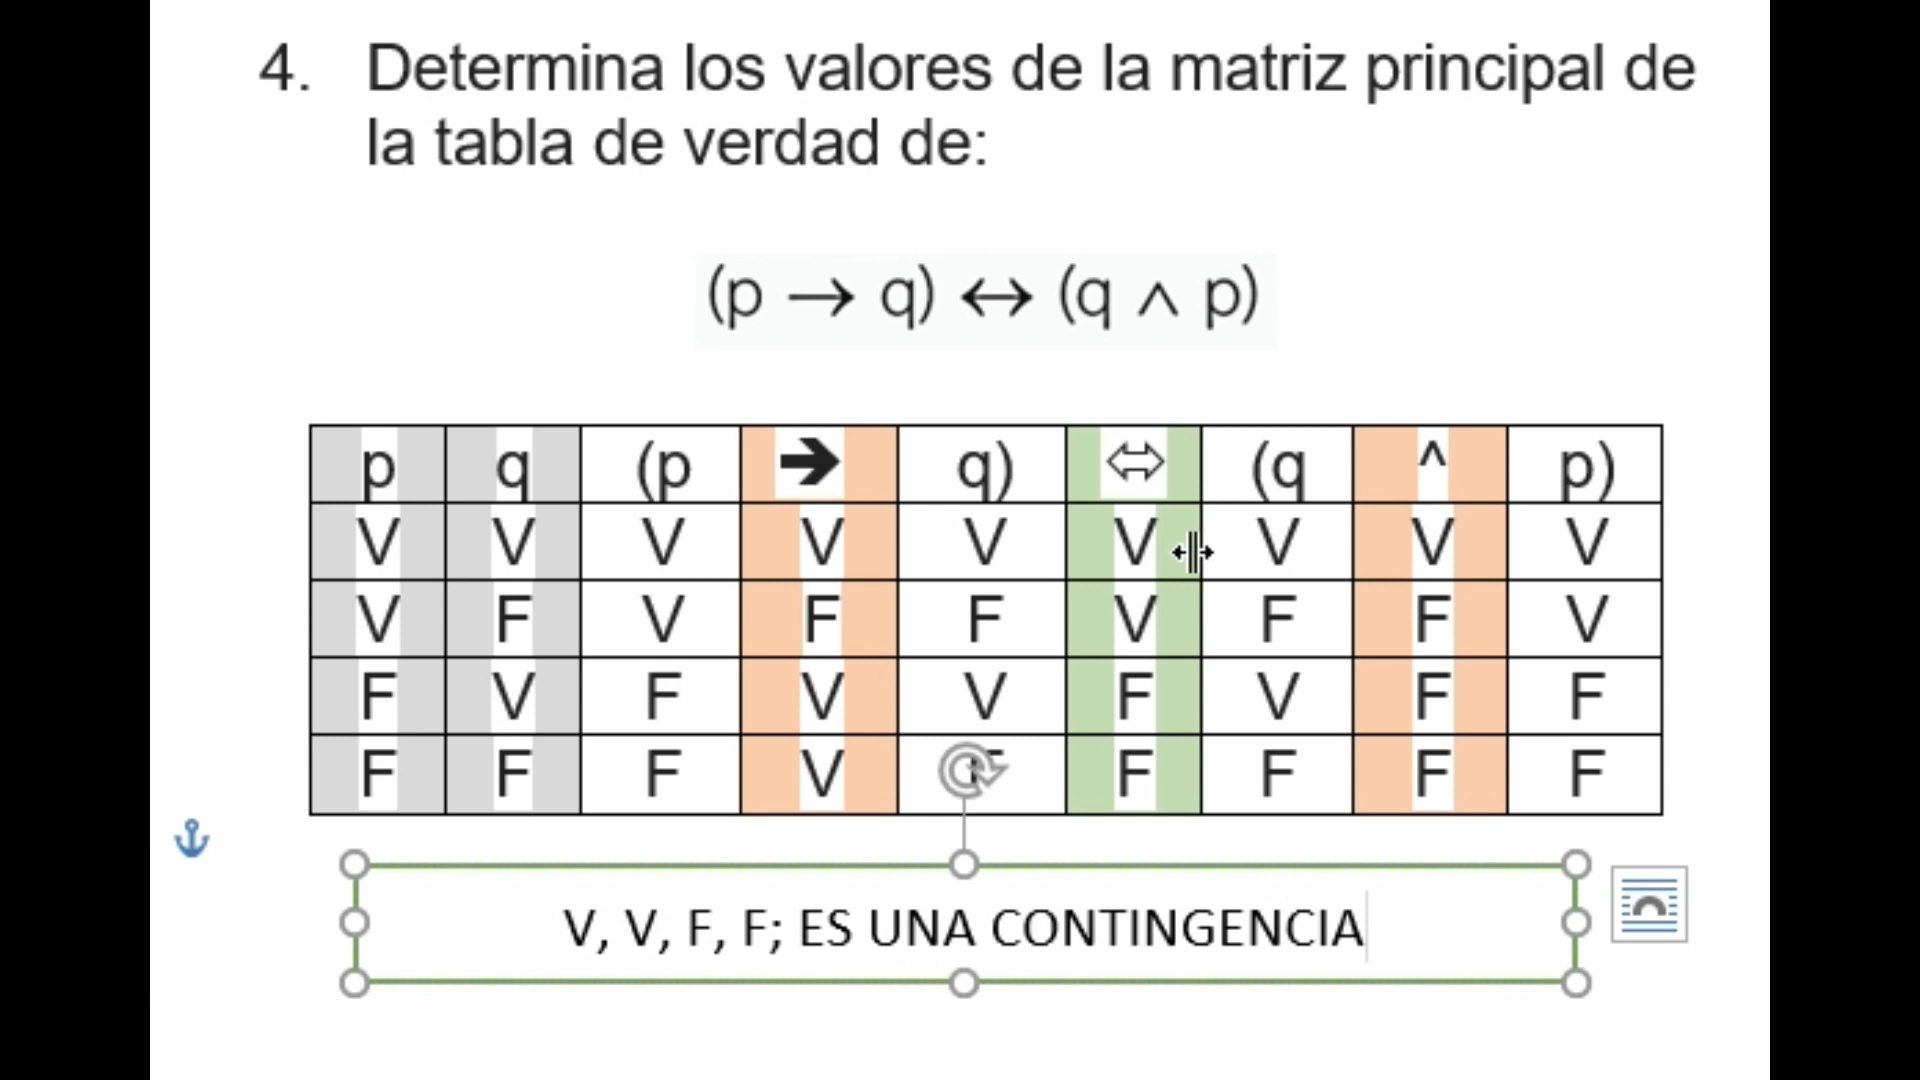 4. Determina los valores de la matriz principal de
la tabla de verdad de:
(p → q) ↔ (q ∧ p)
p q (p → q) ⇔ (q ^ p)
V V V V V V V V V
V F V F F V F F V
F V F V V F V F F
F F F V F F F F
V, V, F, F; ES UNA CONTINGENCIA